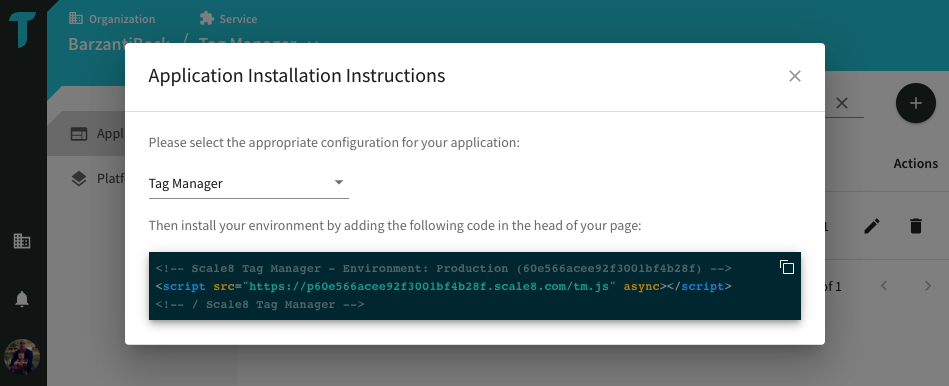 Organization
Service
BarzantiRock / Tag Manager
Application Installation Instructions
Please select the appropriate configuration for your application:
Appl
Actions
Platf
Tag Manager
Then install your environment by adding the following code in the head of your page:
1
<!-- Scale8 Tag Manager - Environment: Production (60e566acee92f3001bf4b28f) -->
<script src="https://p60e566acee92f3001bf4b28f.scale8.com/tm.js" async></script>
<!-- / Scale8 Tag Manager -->
of 1